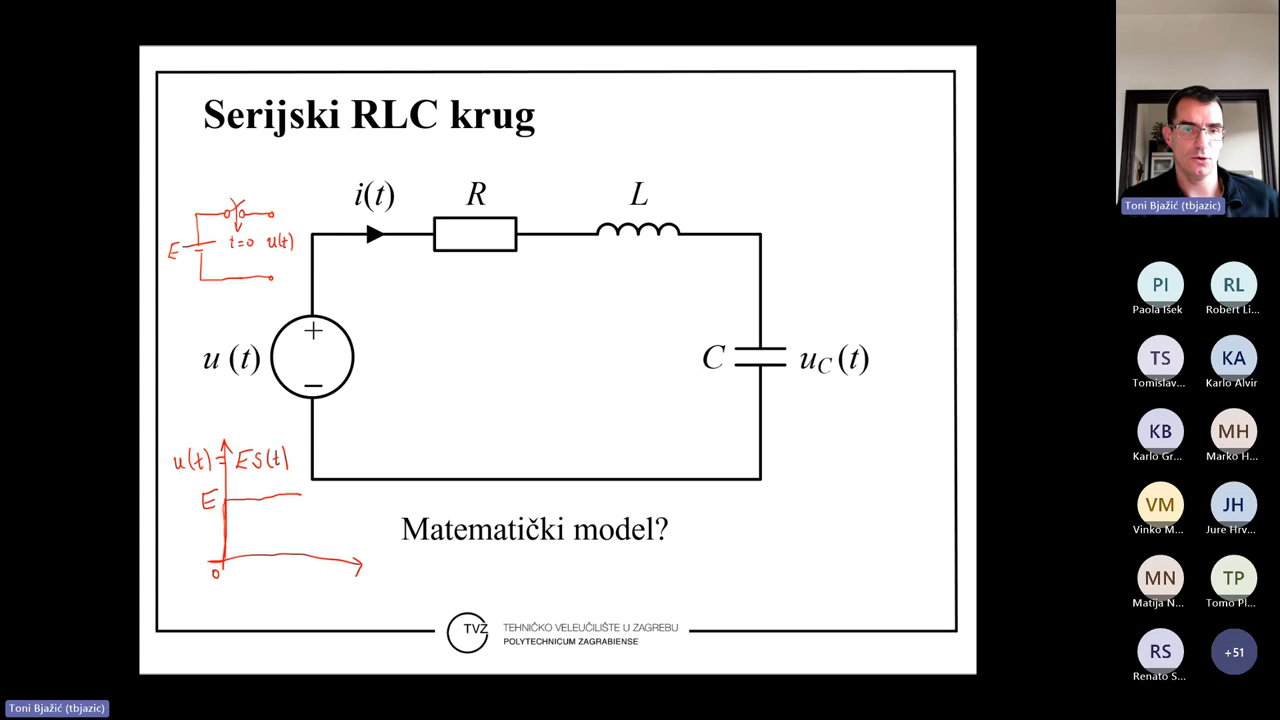 Serijski RLC krug
i(t)
R
L
E
t=0
u(t)
+
u (t)
−
C
uC (t)
u(t) = E S(t)
E
0
Matematički model?
TVZ
TEHNIČKO VELEUČILIŠTE U ZAGREBU
POLYTECHNICUM ZAGRABIENSE
Toni Bjažić (tbjazic)
PI
RL
Paola Išek
Robert Li...
TS
KA
Tomislav...
Karlo Alvir
KB
MH
Karlo Gr...
Marko H...
VM
JH
Vinko M...
Jure Hrv...
MN
TP
Matija N...
Tomo Pl...
RS
+51
Renato S...
Toni Bjažić (tbjazic)